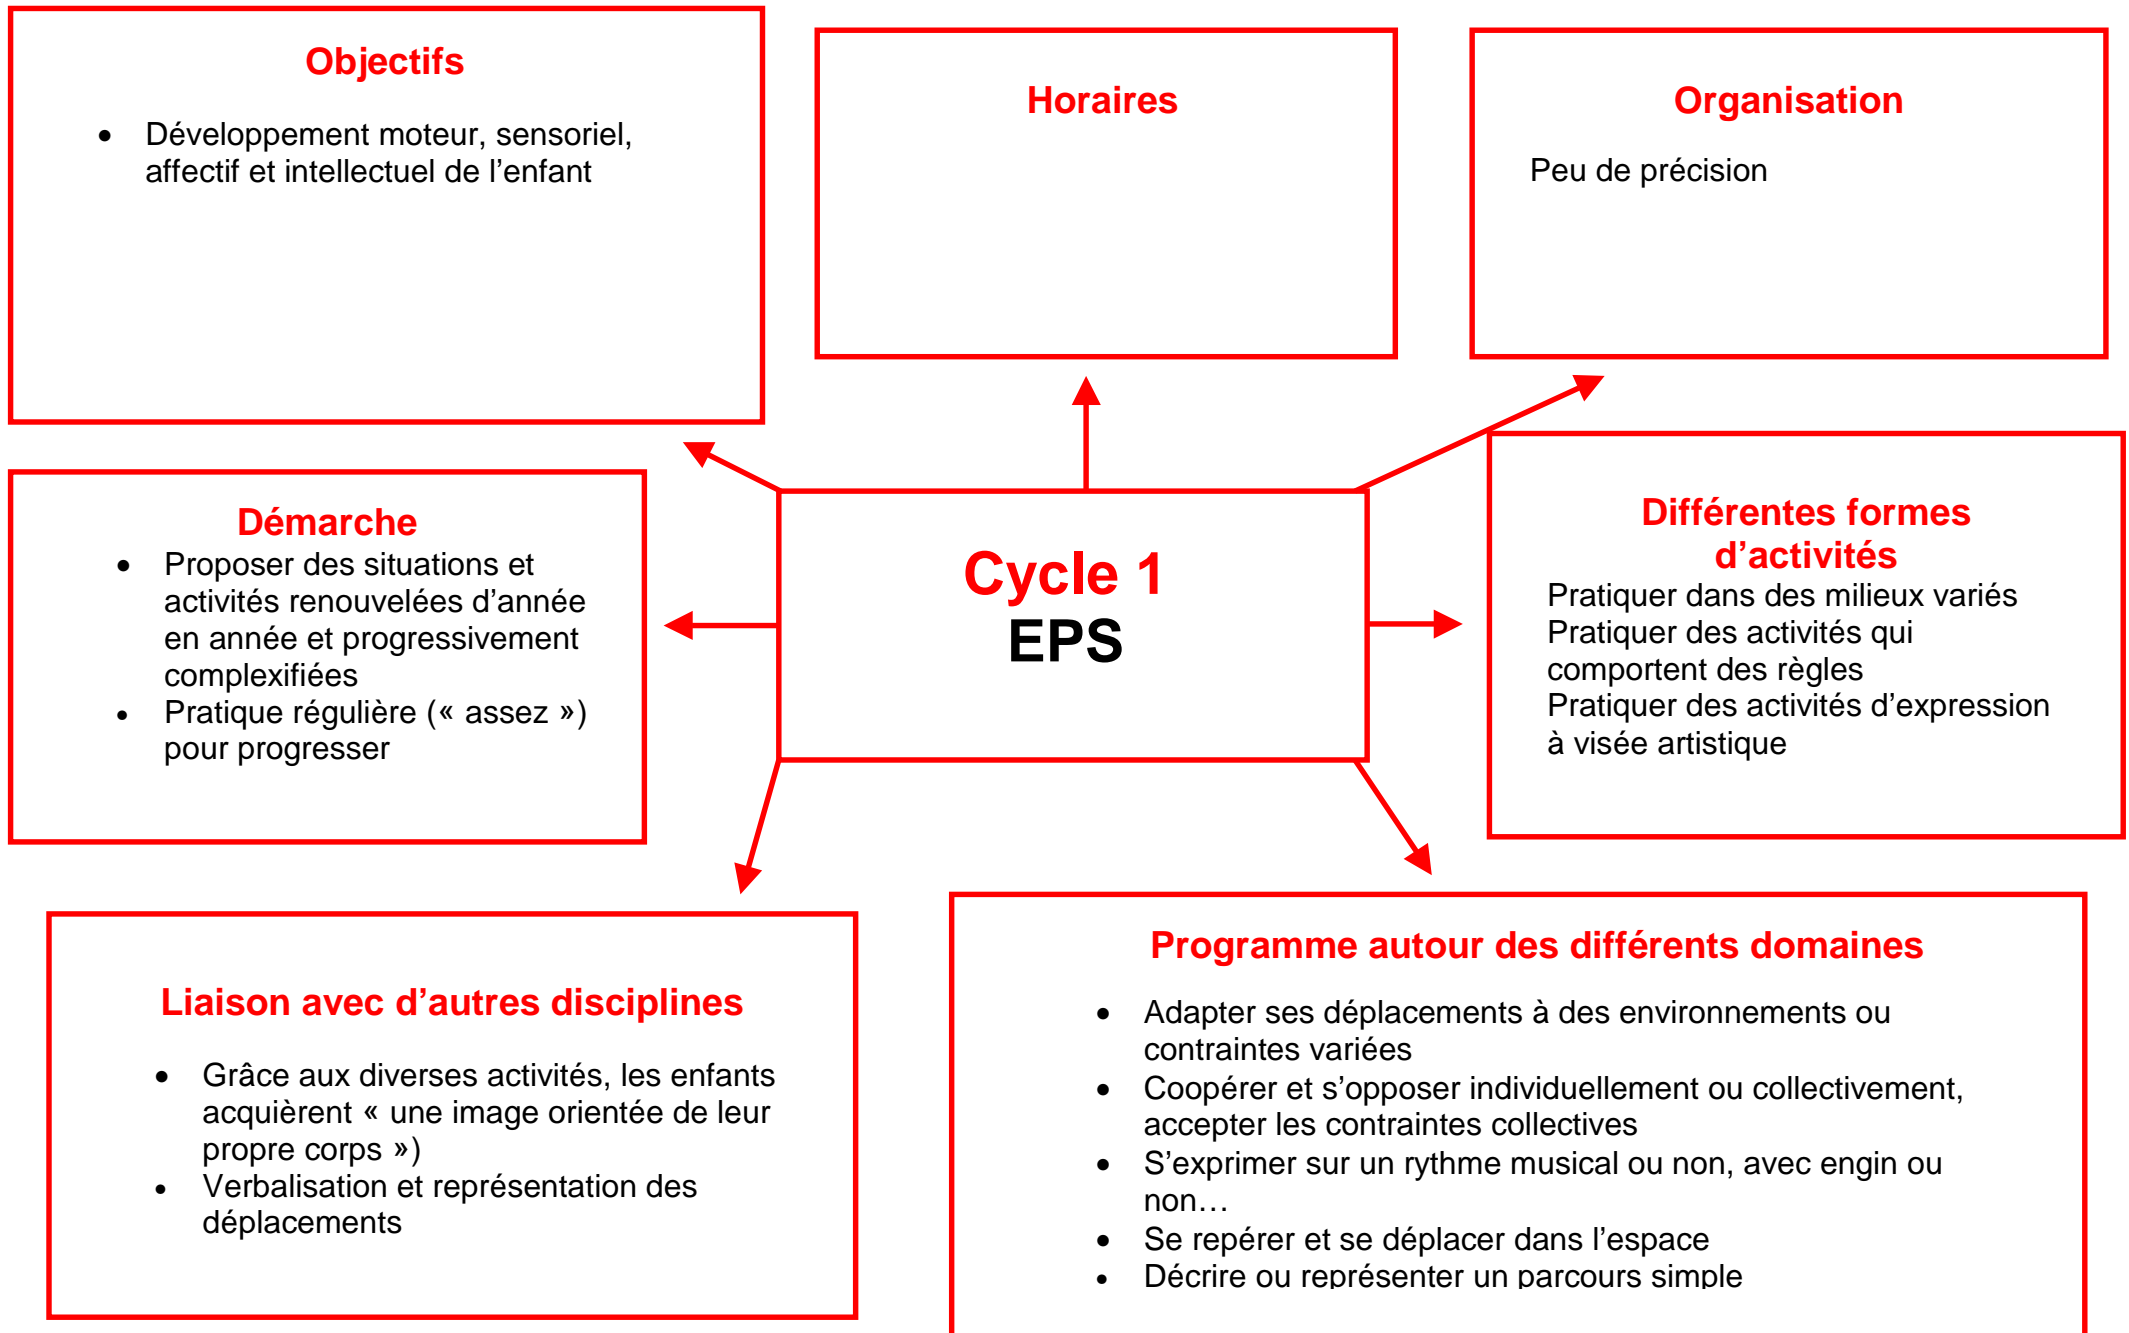 Objectifs
• Développement moteur, sensoriel,
affectif et intellectuel de l’enfant
Horaires
Organisation
Peu de précision
Démarche
• Proposer des situations et
activités renouvelées d’année
en année et progressivement
complexifiées
• Pratique régulière (« assez »)
pour progresser
Cycle 1
EPS
Différentes formes
d’activités
Pratiquer dans des milieux variés
Pratiquer des activités qui
comportent des règles
Pratiquer des activités d’expression
à visée artistique
Liaison avec d’autres disciplines
• Grâce aux diverses activités, les enfants
acquièrent « une image orientée de leur
propre corps »)
• Verbalisation et représentation des
déplacements
Programme autour des différents domaines
• Adapter ses déplacements à des environnements ou
contraintes variées
• Coopérer et s’opposer individuellement ou collectivement,
accepter les contraintes collectives
• S’exprimer sur un rythme musical ou non, avec engin ou
non…
• Se repérer et se déplacer dans l’espace
• Décrire ou représenter un parcours simple